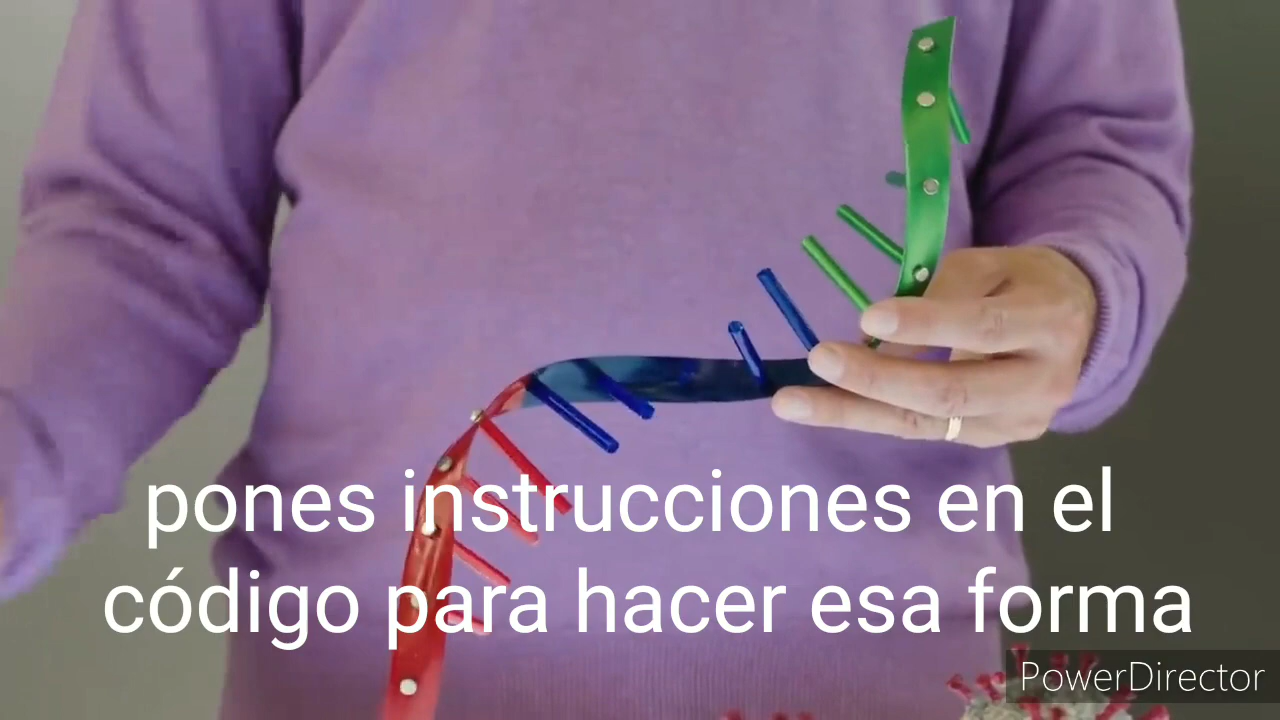 pones instrucciones en el
código para hacer esa forma
PowerDirector